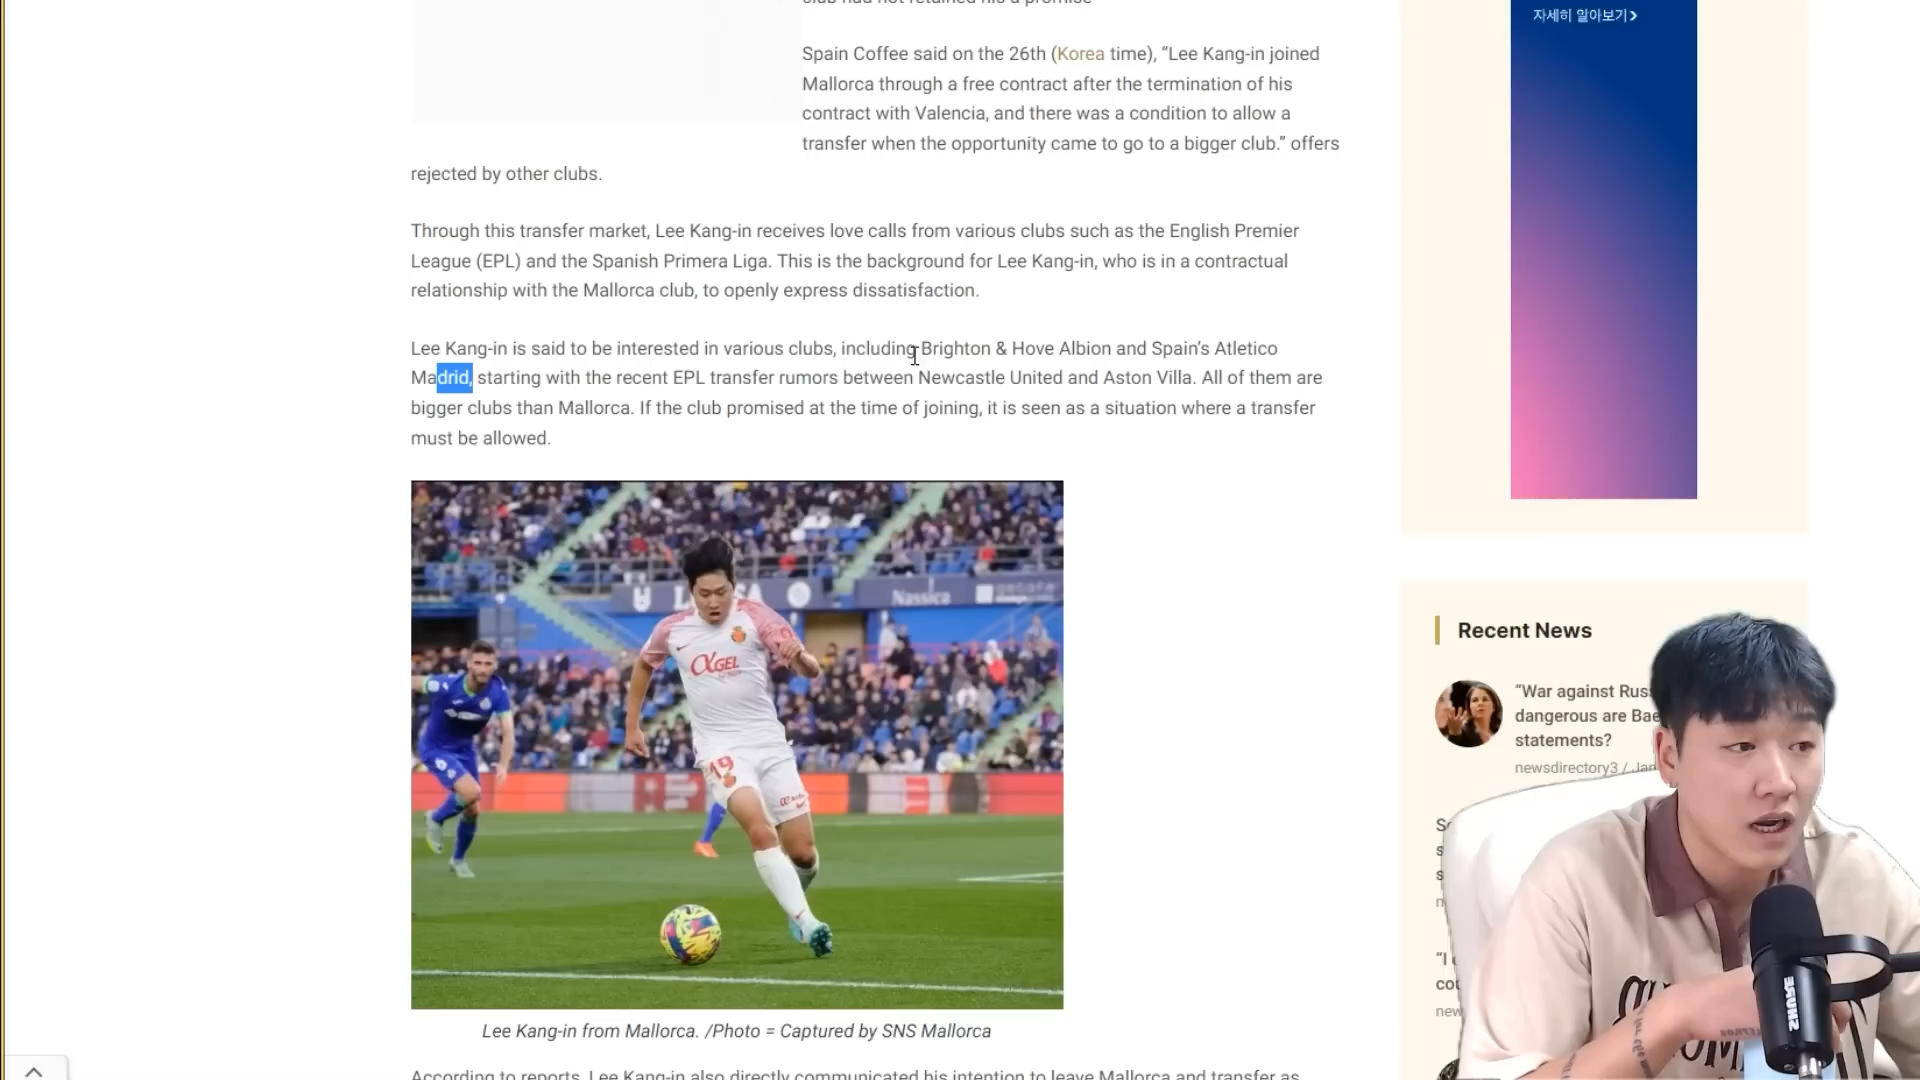 자세히 알아보기 >
Spain Coffee said on the 26th (Korea time), “Lee Kang-in joined
Mallorca through a free contract after the termination of his
contract with Valencia, and there was a condition to allow a
transfer when the opportunity came to go to a bigger club.” offers
rejected by other clubs.
Through this transfer market, Lee Kang-in receives love calls from various clubs such as the English Premier
League (EPL) and the Spanish Primera Liga. This is the background for Lee Kang-in, who is in a contractual
relationship with the Mallorca club, to openly express dissatisfaction.
Lee Kang-in is said to be interested in various clubs, including Brighton & Hove Albion and Spain’s Atletico
Madrid, starting with the recent EPL transfer rumors between Newcastle United and Aston Villa. All of them are
bigger clubs than Mallorca. If the club promised at the time of joining, it is seen as a situation where a transfer
must be allowed.
Nassica
αGEL
19
Lee Kang-in from Mallorca. /Photo = Captured by SNS Mallorca
According to reports, Lee Kang-in also directly communicated his intention to leave Mallorca and transfer as
Recent News
“War against Rus
dangerous are Bae
statements?
newsdirectory3 / Jan
SHURE